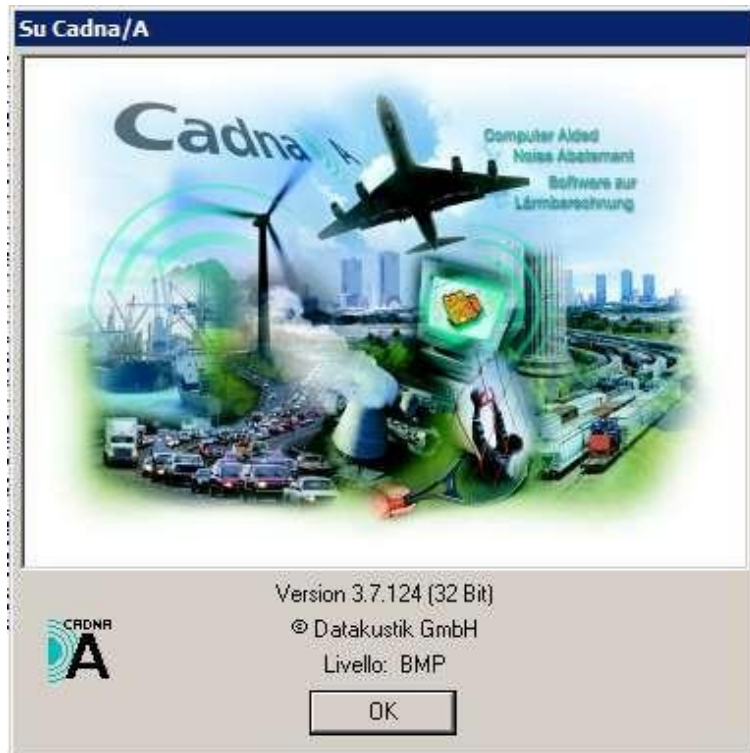 Su Cadna/A
Cadna A
Computer Aided
Noise Abatement
Software zur
Lärmberechnung
Version 3.7.124 (32 Bit)
© Datakustik GmbH
Livello: BMP
CADNA
A
OK